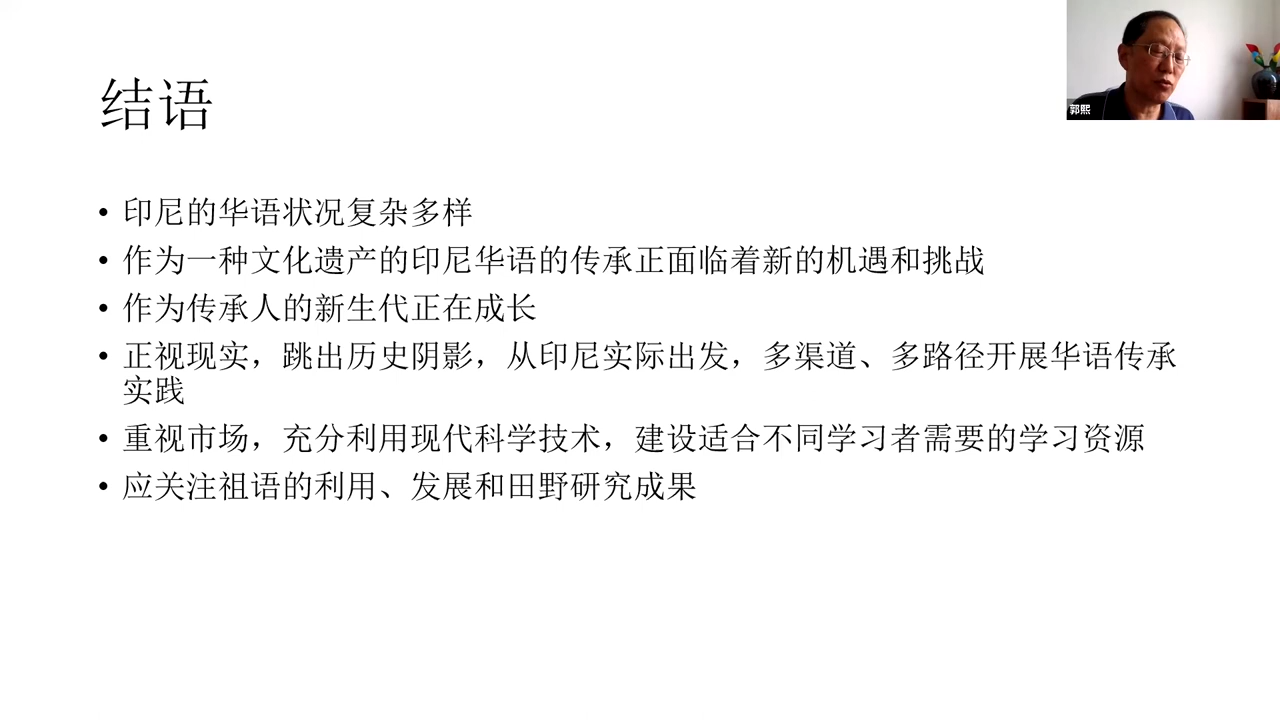 结语
郭熙
• 印尼的华语状况复杂多样
• 作为一种文化遗产的印尼华语的传承正面临着新的机遇和挑战
• 作为传承人的新生代正在成长
• 正视现实，跳出历史阴影，从印尼实际出发，多渠道、多路径开展华语传承
实践
• 重视市场，充分利用现代科学技术，建设适合不同学习者需要的学习资源
• 应关注祖语的利用、发展和田野研究成果